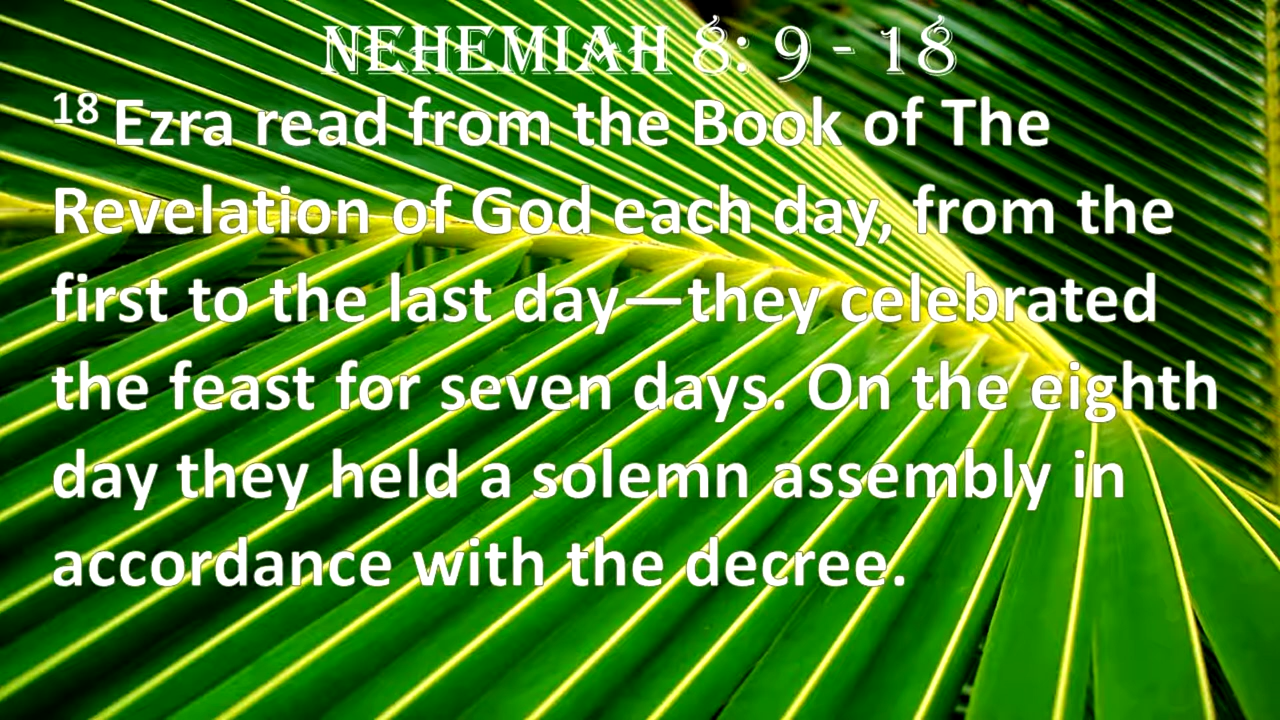 NEHEMIAH 8: 9 - 18
18 Ezra read from the Book of The
Revelation of God each day, from the
first to the last day—they celebrated
the feast for seven days. On the eighth
day they held a solemn assembly in
accordance with the decree.